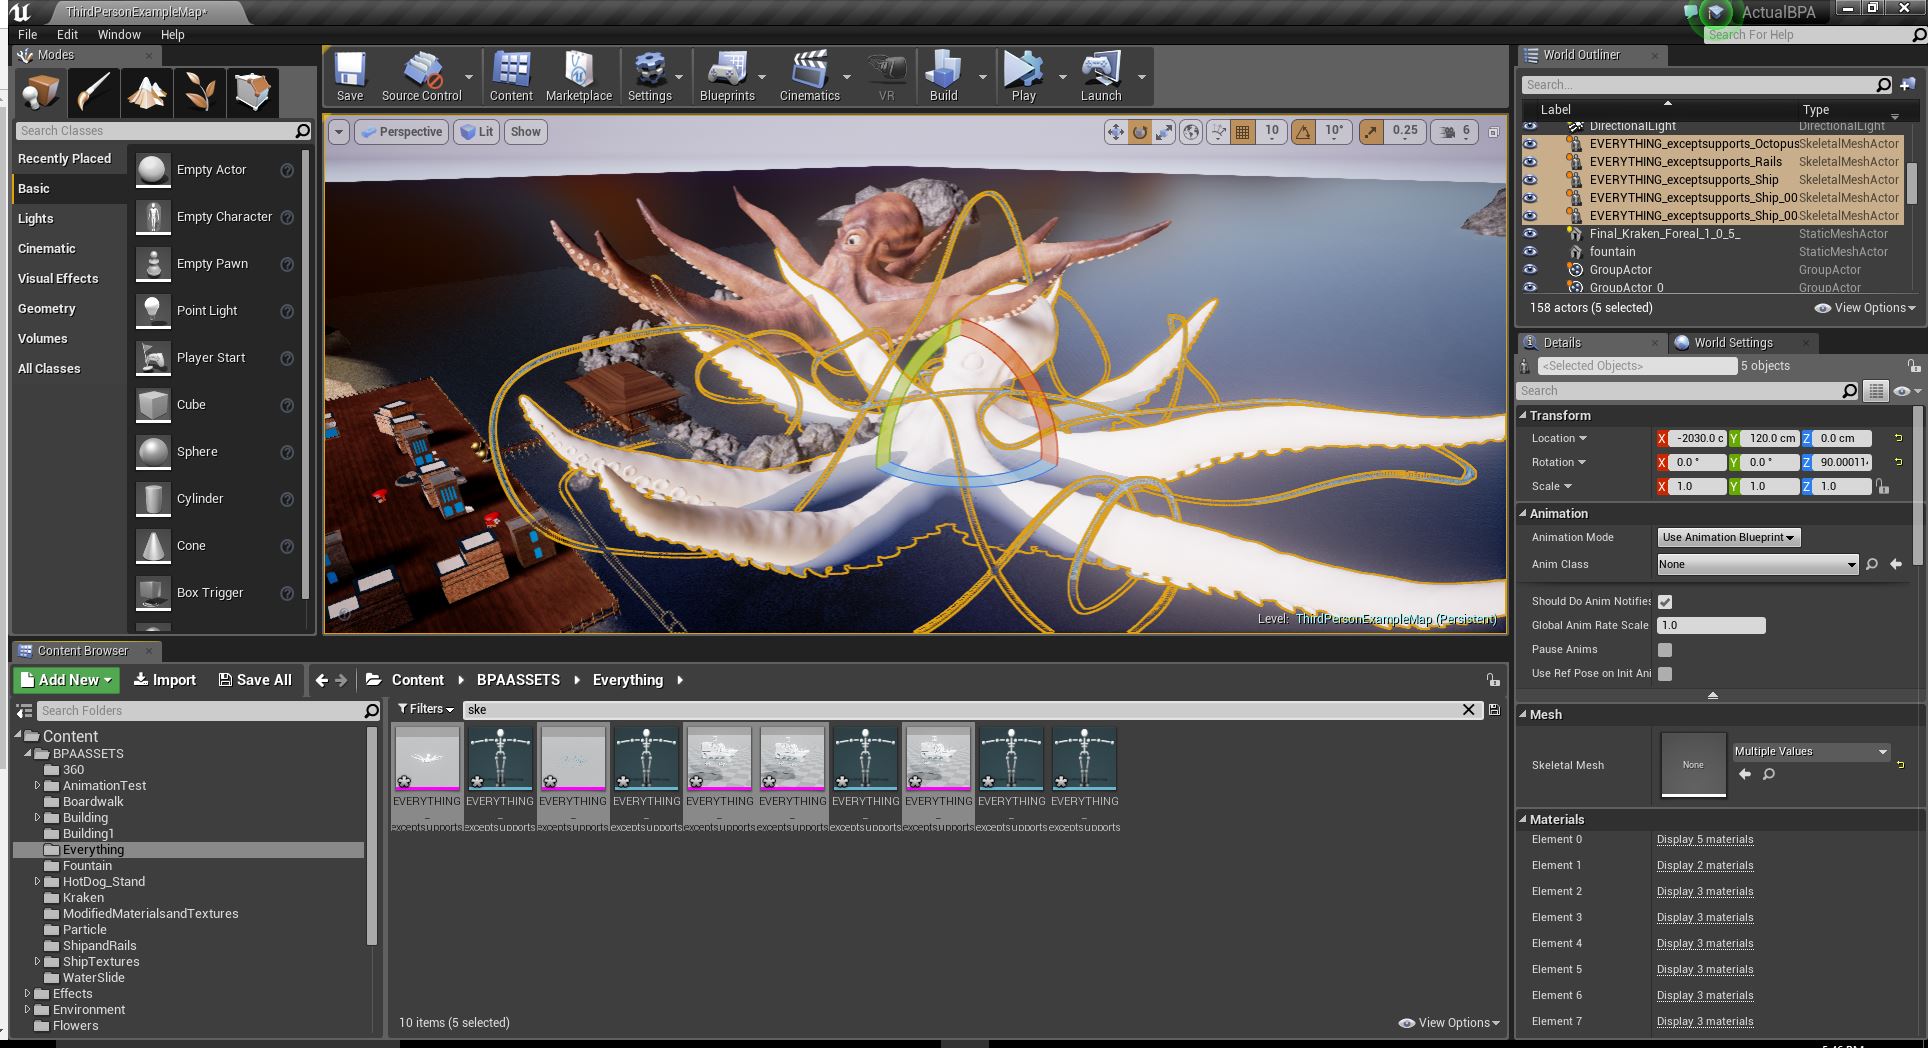 ThirdPersonExampleMap*
ActualBPA
File Edit Window Help
Search For Help
Modes
Search Classes
Recently Placed
Basic
Lights
Cinematic
Visual Effects
Geometry
Volumes
All Classes
Empty Actor
Empty Character
Empty Pawn
Point Light
Player Start
Cube
Sphere
Cylinder
Cone
Box Trigger
Save Source Control Content Marketplace Settings Blueprints Cinematics VR Build Play Launch
Perspective Lit Show
10 10° 0.25 6
Level: ThirdPersonExampleMap (Persistent)
World Outliner
Search...
Label Type
DirectionalLight DirectionalLight
EVERYTHING_exceptsupports_Octopus SkeletalMeshActor
EVERYTHING_exceptsupports_Rails SkeletalMeshActor
EVERYTHING_exceptsupports_Ship SkeletalMeshActor
EVERYTHING_exceptsupports_Ship_00 SkeletalMeshActor
EVERYTHING_exceptsupports_Ship_00 SkeletalMeshActor
Final_Kraken_Foreal_1_0_5_ StaticMeshActor
fountain StaticMeshActor
GroupActor GroupActor
GroupActor 0 GroupActor
158 actors (5 selected) View Options
Details World Settings
<Selected Objects> 5 objects
Search
Transform
Location X -2030.0 c Y 120.0 cm Z 0.0 cm
Rotation X 0.0 ° Y 0.0 ° Z 90.00011
Scale X 1.0 Y 1.0 Z 1.0
Animation
Animation Mode Use Animation Blueprint
Anim Class None
Should Do Anim Notifies
Global Anim Rate Scale 1.0
Pause Anims
Use Ref Pose on Init Ani
Mesh
Skeletal Mesh None Multiple Values
Materials
Element 0 Display 5 materials
Element 1 Display 2 materials
Element 2 Display 3 materials
Element 3 Display 3 materials
Element 4 Display 3 materials
Element 5 Display 3 materials
Element 6 Display 3 materials
Element 7 Display 3 materials
Content Browser
Add New Import Save All Content BPAASSETS Everything
Search Folders
Filters ske
Content
BPAASSETS
360
AnimationTest
Boardwalk
Building
Building1
Everything
Fountain
HotDog_Stand
Kraken
ModifiedMaterialsandTextures
Particle
ShipandRails
ShipTextures
WaterSlide
Effects
Environment
Flowers
EVERYTHING EVERYTHING EVERYTHING EVERYTHING EVERYTHING EVERYTHING EVERYTHING EVERYTHING EVERYTHING EVERYTHING
_ _ _ _ _ _ _ _ _ _
exceptsupports exceptsupports exceptsupports exceptsupports exceptsupports exceptsupports exceptsupports exceptsupports exceptsupports exceptsupports
10 items (5 selected) View Options